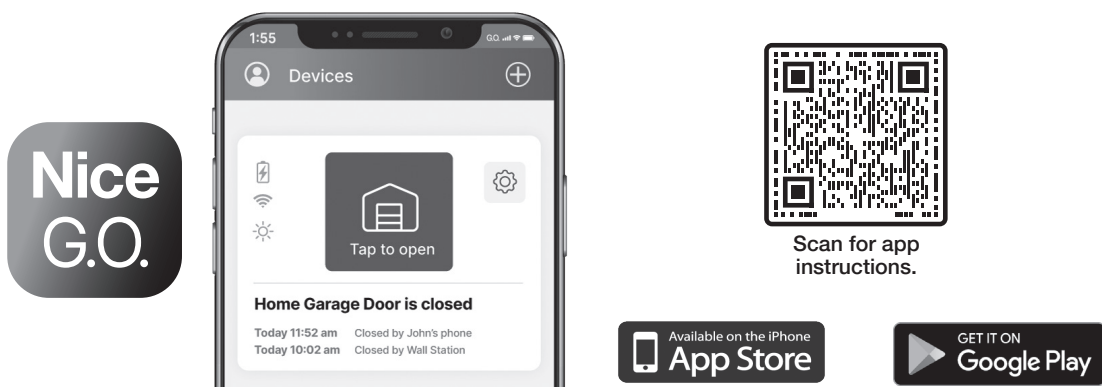 Nice
G.O.
1:55
G.O.
Devices
Tap to open
Home Garage Door is closed
Today 11:52 am Closed by John's phone
Today 10:02 am Closed by Wall Station
Scan for app
instructions.
Available on the iPhone
App Store
GET IT ON
Google Play